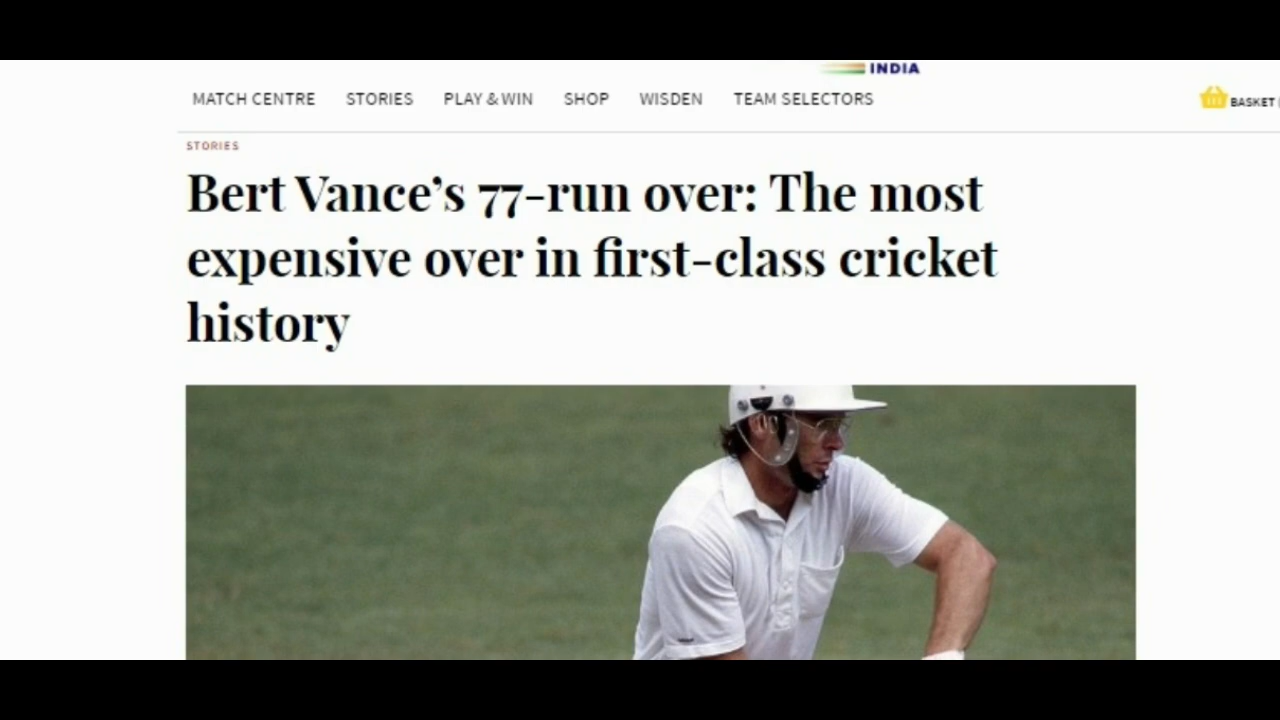 INDIA
MATCH CENTRE STORIES PLAY & WIN SHOP WISDEN TEAM SELECTORS BASKET
STORIES
Bert Vance’s 77-run over: The most
expensive over in first-class cricket
history